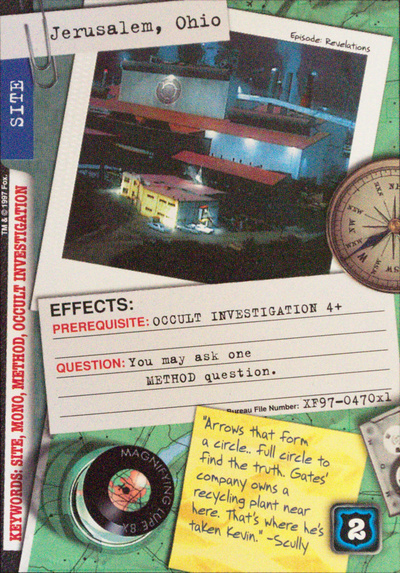 Jerusalem, Ohio
Episode: Revelations
SITE
TM & © 1997 Fox.
KEYWORDS: SITE, MONO, METHOD, OCCULT INVESTIGATION
EFFECTS:
PREREQUISITE: OCCULT INVESTIGATION 4+
QUESTION: You may ask one
METHOD question.
Bureau File Number: XF97-0470x1
MAGNIFYING LUPE 8X
"Arrows that form
a circle.. full circle to
find the truth. Gates'
company owns a
recycling plant near
here. That's where he's
taken Kevin." -Scully
2